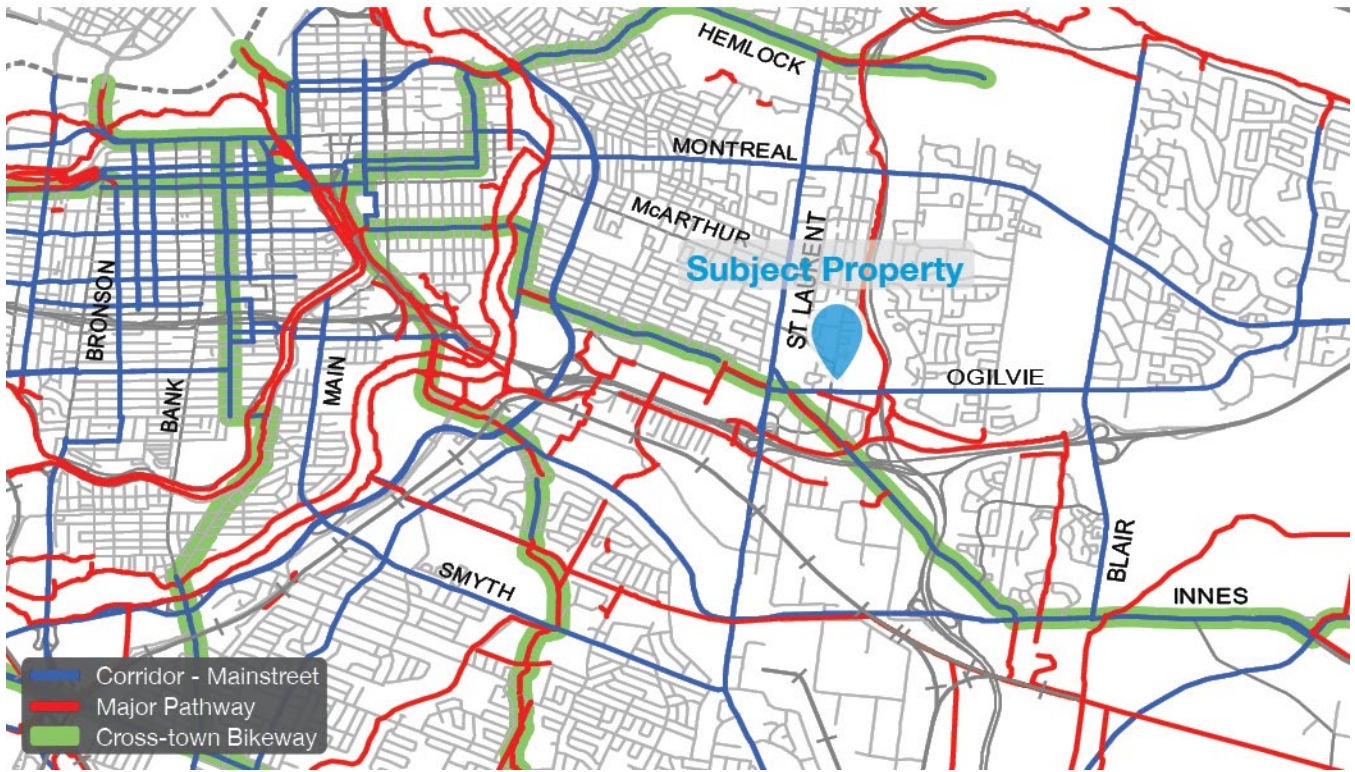 HEMLOCK
MONTREAL
McARTHUR
ST LAURENT
Subject Property
BRONSON
BANK
MAIN
OGILVIE
SMYTH
BLAIR
INNES
Corridor - Mainstreet
Major Pathway
Cross-town Bikeway